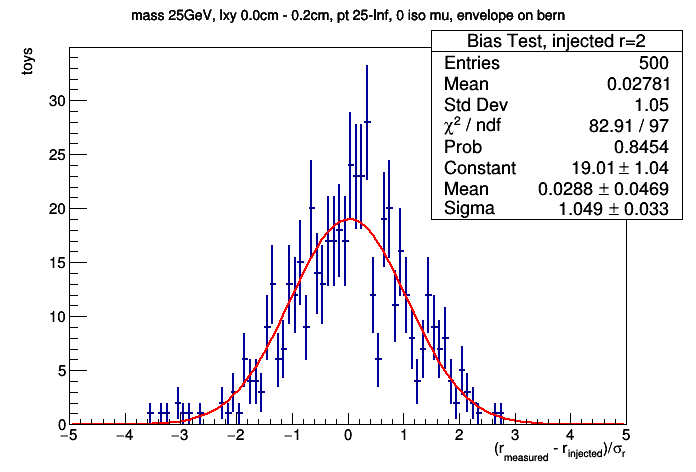 mass 25GeV, lxy 0.0cm - 0.2cm, pt 25-Inf, 0 iso mu, envelope on bern
Bias Test, injected r=2
Entries 500
Mean 0.02781
Std Dev 1.05
χ² / ndf 82.91 / 97
Prob 0.8454
Constant 19.01 ± 1.04
Mean 0.0288 ± 0.0469
Sigma 1.049 ± 0.033
toys
30
25
20
15
10
5
0
−5 −4 −3 −2 −1 0 1 2 3 4 5
(r_measured - r_injected)/σ_r